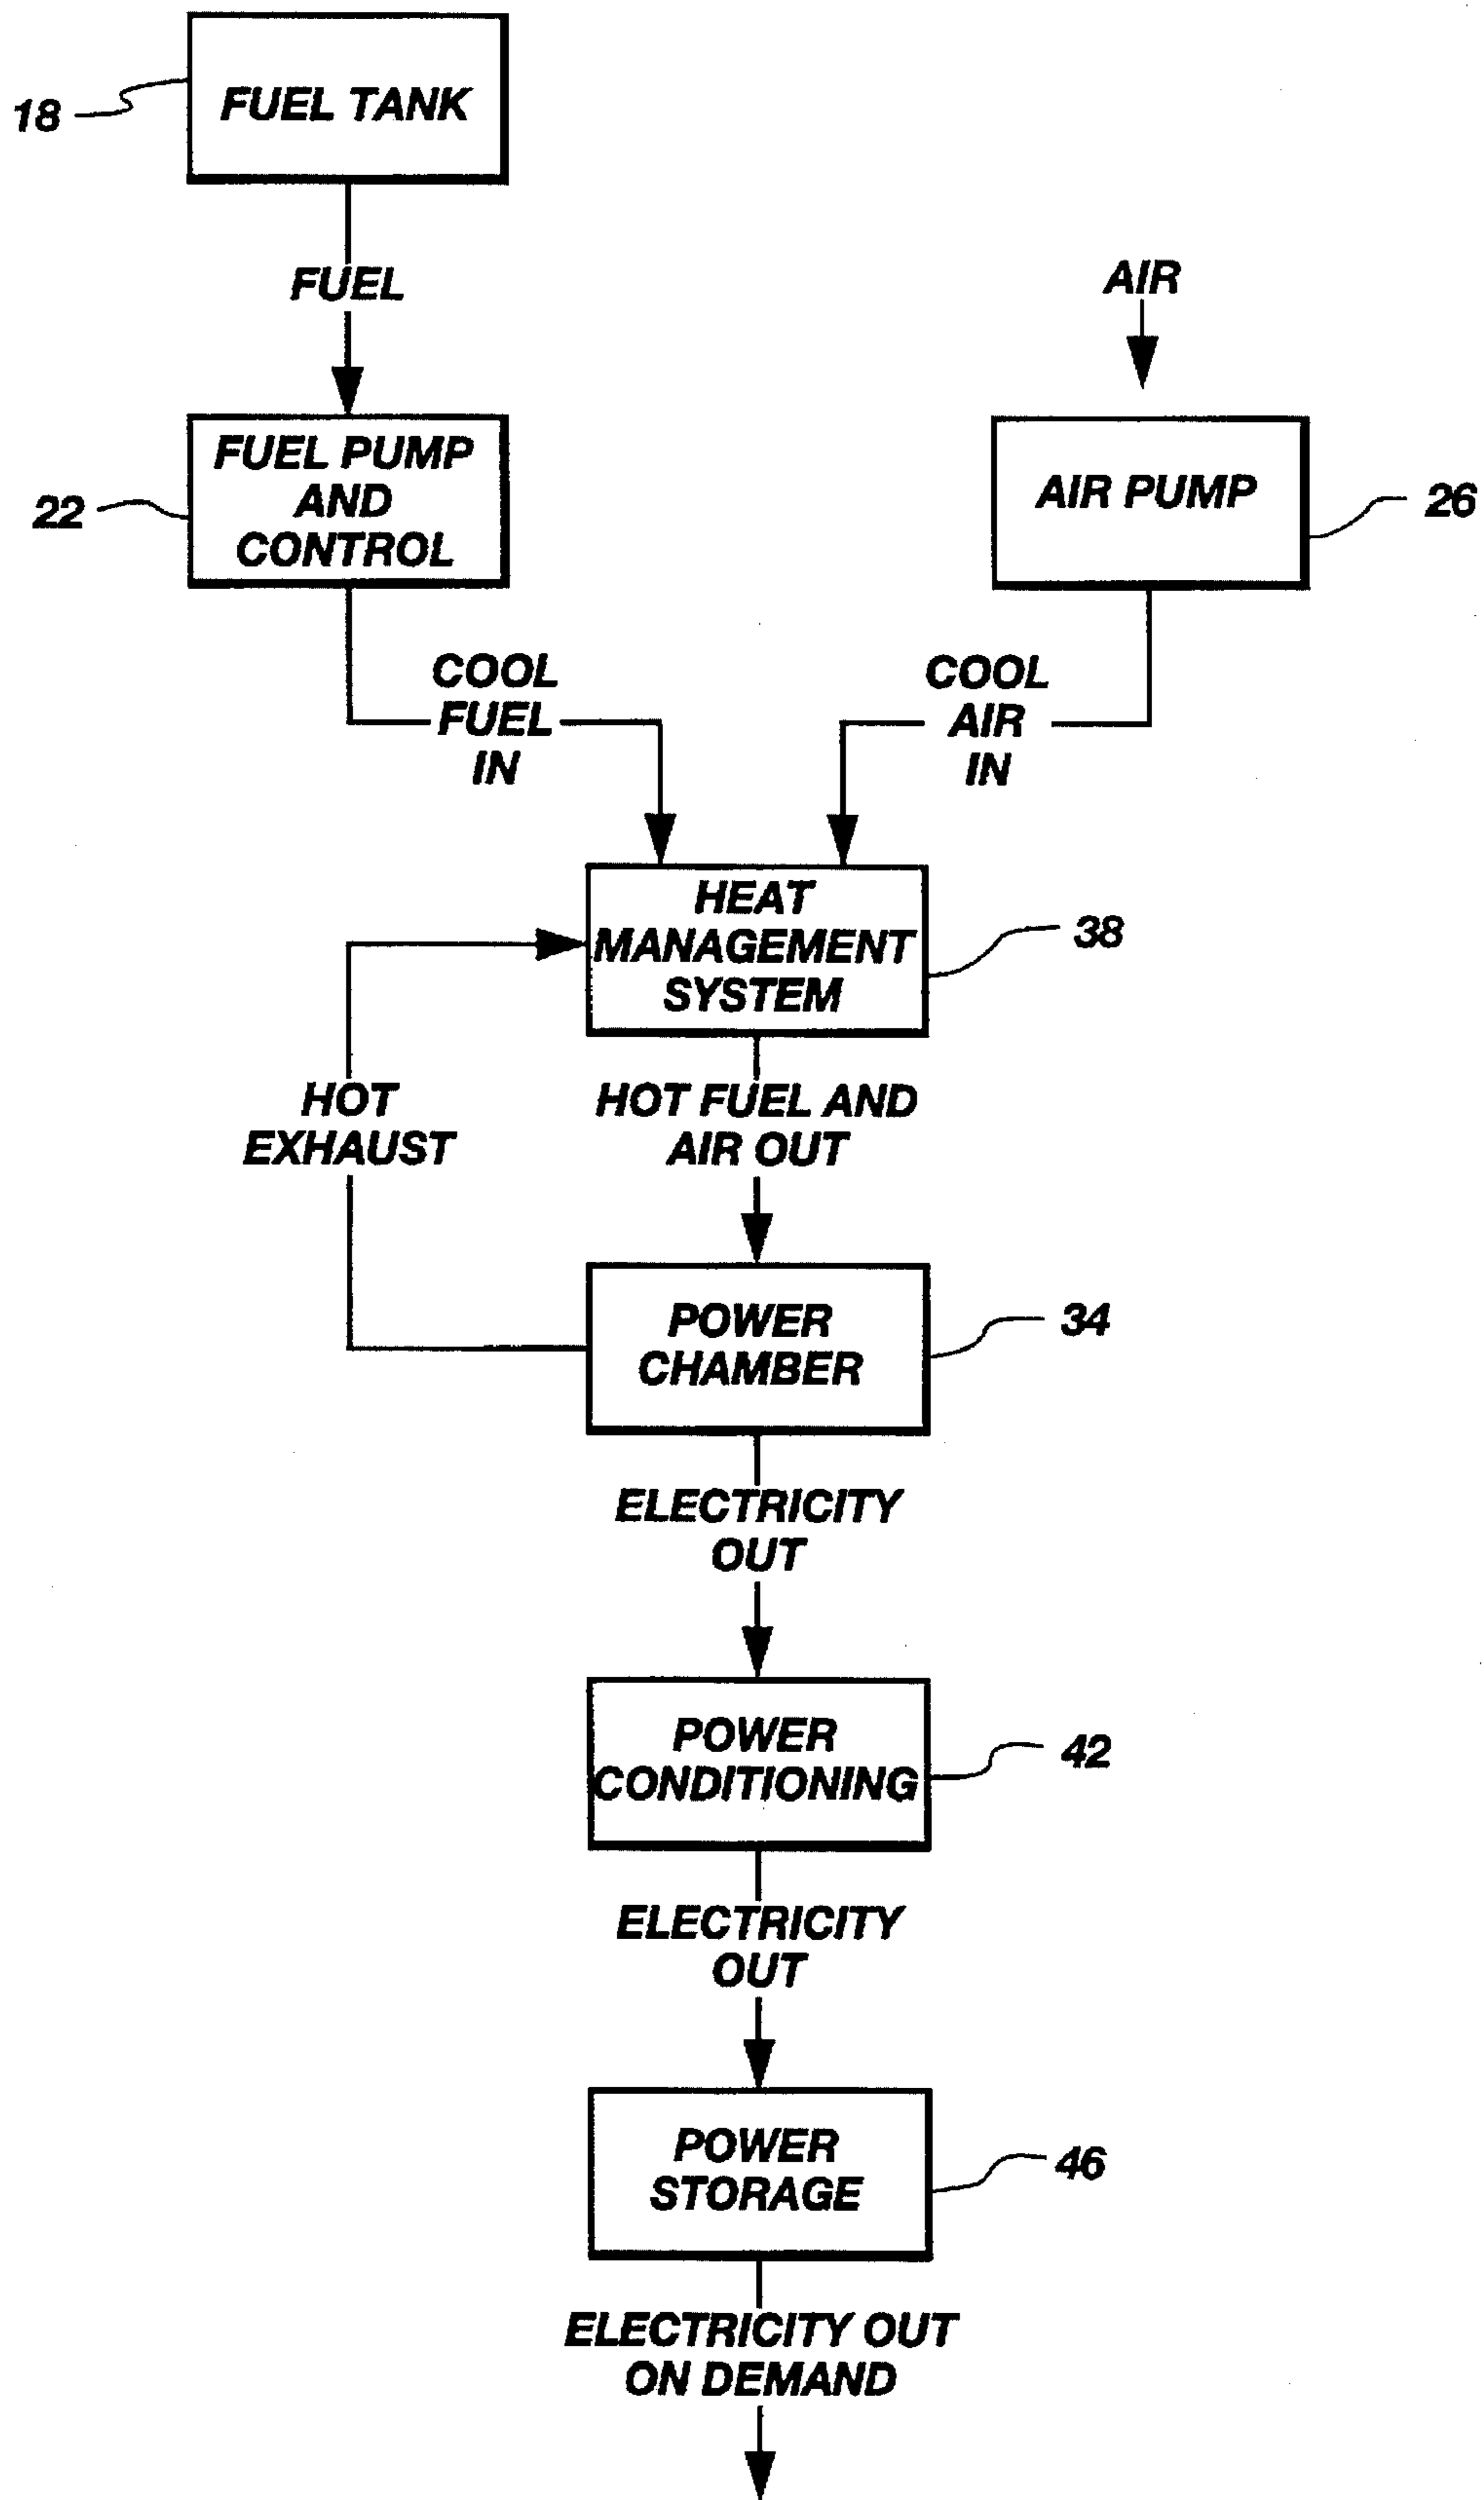 18
FUEL TANK
FUEL
AIR
22
FUEL PUMP
AND
CONTROL
AIR PUMP
26
COOL
FUEL
IN
COOL
AIR
IN
HEAT
MANAGEMENT
SYSTEM
38
HOT
EXHAUST
HOT FUEL AND
AIR OUT
POWER
CHAMBER
34
ELECTRICITY
OUT
POWER
CONDITIONING
42
ELECTRICITY
OUT
POWER
STORAGE
46
ELECTRICITY OUT
ON DEMAND